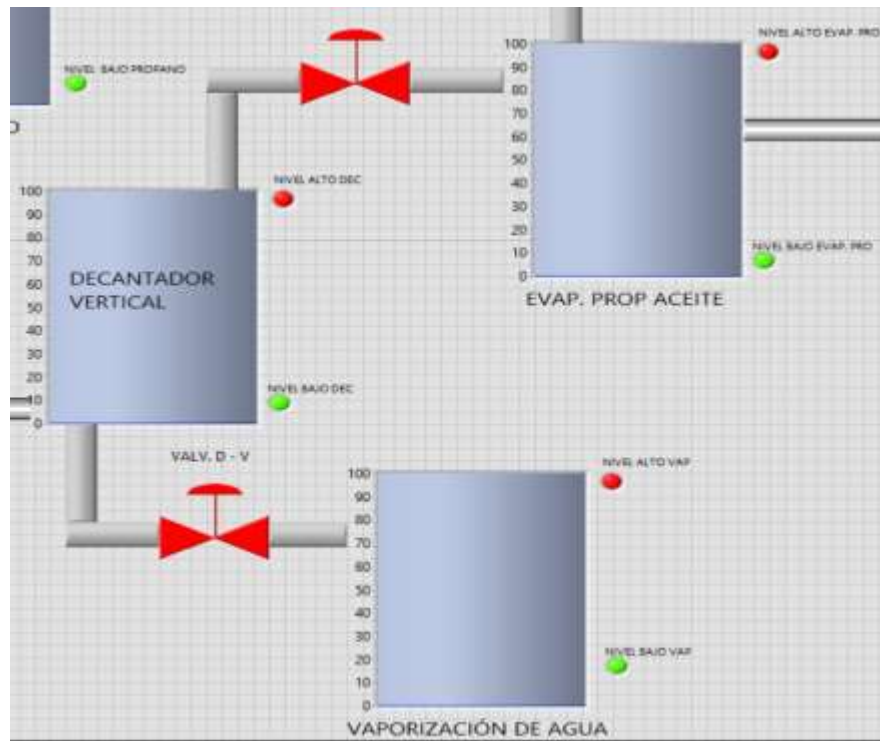 NIVEL ALTO EVAP. PRO
NIVEL BAJO PROPANO
O
100
90
80
70
60
50
40
30
20
10
0
NIVEL BAJO EVAP. PRO
EVAP. PROP ACEITE
NIVEL ALTO DEC
100
90
80
70
60
50
40
30
20
10
0
DECANTADOR
VERTICAL
NIVEL BAJO DEC
VALV. D - V
NIVEL ALTO VAP
100
90
80
70
60
50
40
30
20
10
0
NIVEL BAJO VAP
VAPORIZACIÓN DE AGUA